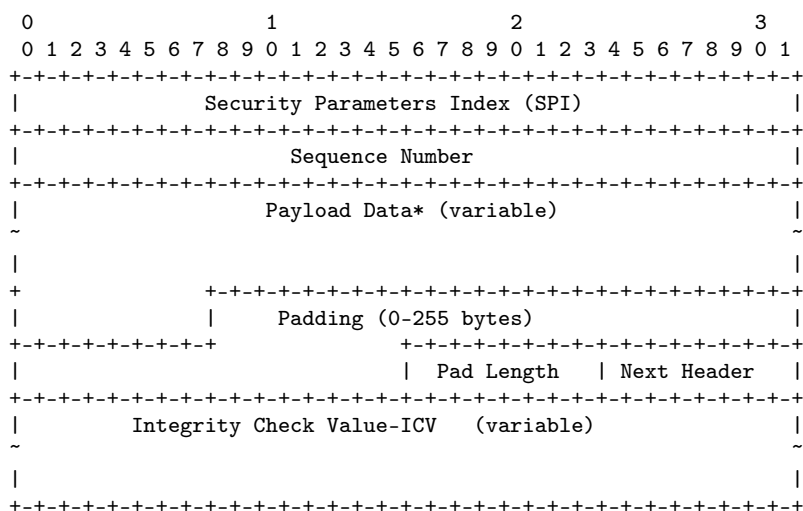 0                   1                   2                   3
 0 1 2 3 4 5 6 7 8 9 0 1 2 3 4 5 6 7 8 9 0 1 2 3 4 5 6 7 8 9 0 1
+-+-+-+-+-+-+-+-+-+-+-+-+-+-+-+-+-+-+-+-+-+-+-+-+-+-+-+-+-+-+-+-+
|               Security Parameters Index (SPI)                 |
+-+-+-+-+-+-+-+-+-+-+-+-+-+-+-+-+-+-+-+-+-+-+-+-+-+-+-+-+-+-+-+-+
|                      Sequence Number                          |
+-+-+-+-+-+-+-+-+-+-+-+-+-+-+-+-+-+-+-+-+-+-+-+-+-+-+-+-+-+-+-+-+
|                    Payload Data* (variable)                   |
~                                                               ~
|                                                               |
+               +-+-+-+-+-+-+-+-+-+-+-+-+-+-+-+-+-+-+-+-+-+-+-+-+
|               |     Padding (0-255 bytes)                     |
+-+-+-+-+-+-+-+-+               +-+-+-+-+-+-+-+-+-+-+-+-+-+-+-+-+
|                               |  Pad Length   | Next Header   |
+-+-+-+-+-+-+-+-+-+-+-+-+-+-+-+-+-+-+-+-+-+-+-+-+-+-+-+-+-+-+-+-+
|         Integrity Check Value-ICV   (variable)                |
~                                                               ~
|                                                               |
+-+-+-+-+-+-+-+-+-+-+-+-+-+-+-+-+-+-+-+-+-+-+-+-+-+-+-+-+-+-+-+-+